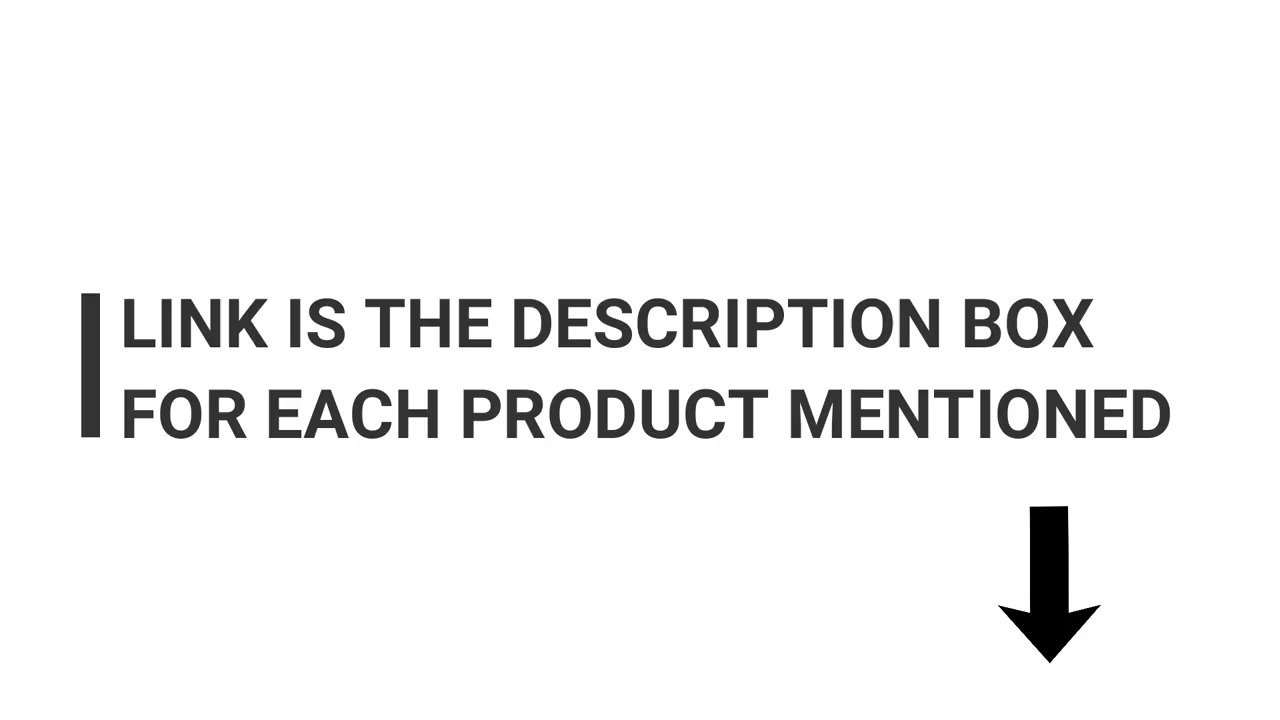 LINK IS THE DESCRIPTION BOX
FOR EACH PRODUCT MENTIONED